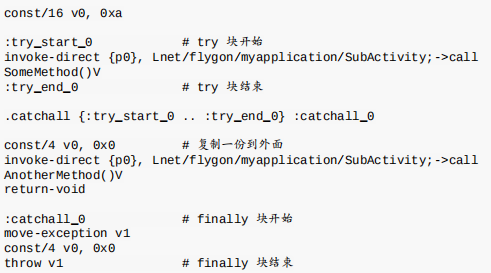 const/16 v0, 0xa
:try_start_0 # try 块开始
invoke-direct {p0}, Lnet/flygon/myapplication/SubActivity;->call
SomeMethod()V
:try_end_0 # try 块结束
.catchall {:try_start_0 .. :try_end_0} :catchall_0
const/4 v0, 0x0 # 复制一份到外面
invoke-direct {p0}, Lnet/flygon/myapplication/SubActivity;->call
AnotherMethod()V
return-void
:catchall_0 # finally 块开始
move-exception v1
const/4 v0, 0x0
throw v1 # finally 块结束